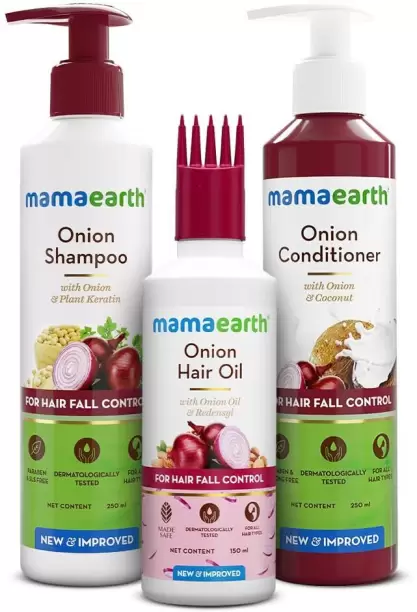 mamaearth
Onion
Shampoo
with Onion
& Plant Keratin
FOR HAIR FALL CONTROL
DERMATOLOGICALLY
TESTED
FOR ALL
NET CONTENT
250 ml
NEW & IMPROVED
mamaearth
Onion
Hair Oil
with Onion Oil
& Redensyl
FOR HAIR FALL CONTROL
MADE
SAFE
DERMATOLOGICALLY
TESTED
FOR ALL
HAIR TYPES
NET CONTENT
150 ml
NEW & IMPROVED
mamaearth
Onion
Conditioner
with Onion
& Coconut
HAIR FALL CONTROL
DERMATOLOGICALLY
TESTED
FOR ALL
HAIR TYPES
NET CONTENT
250 ml
NEW & IMPROVED